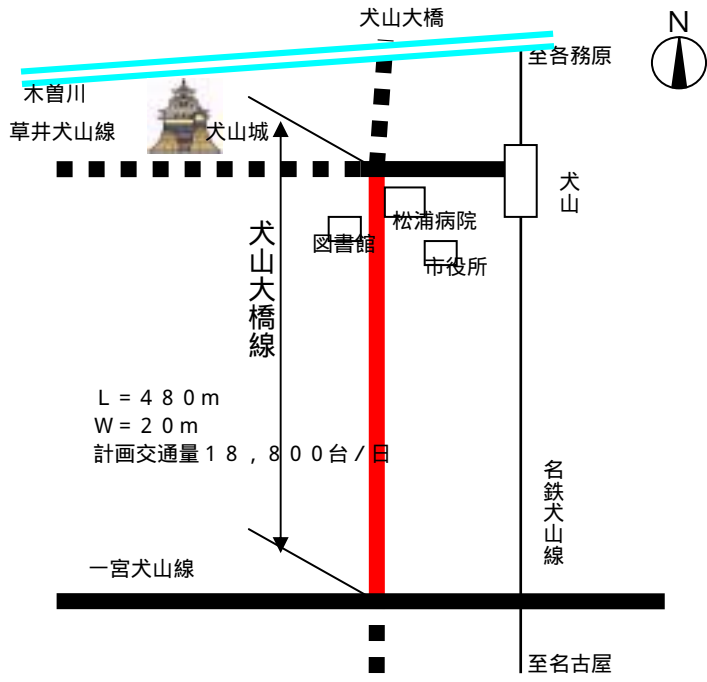 犬山大橋
N
至各務原
木曽川
草井犬山線
犬山城
犬山
松浦病院
図書館
市役所
犬山大橋線
L=480m
W=20m
計画交通量18,800台/日
名鉄犬山線
一宮犬山線
至名古屋